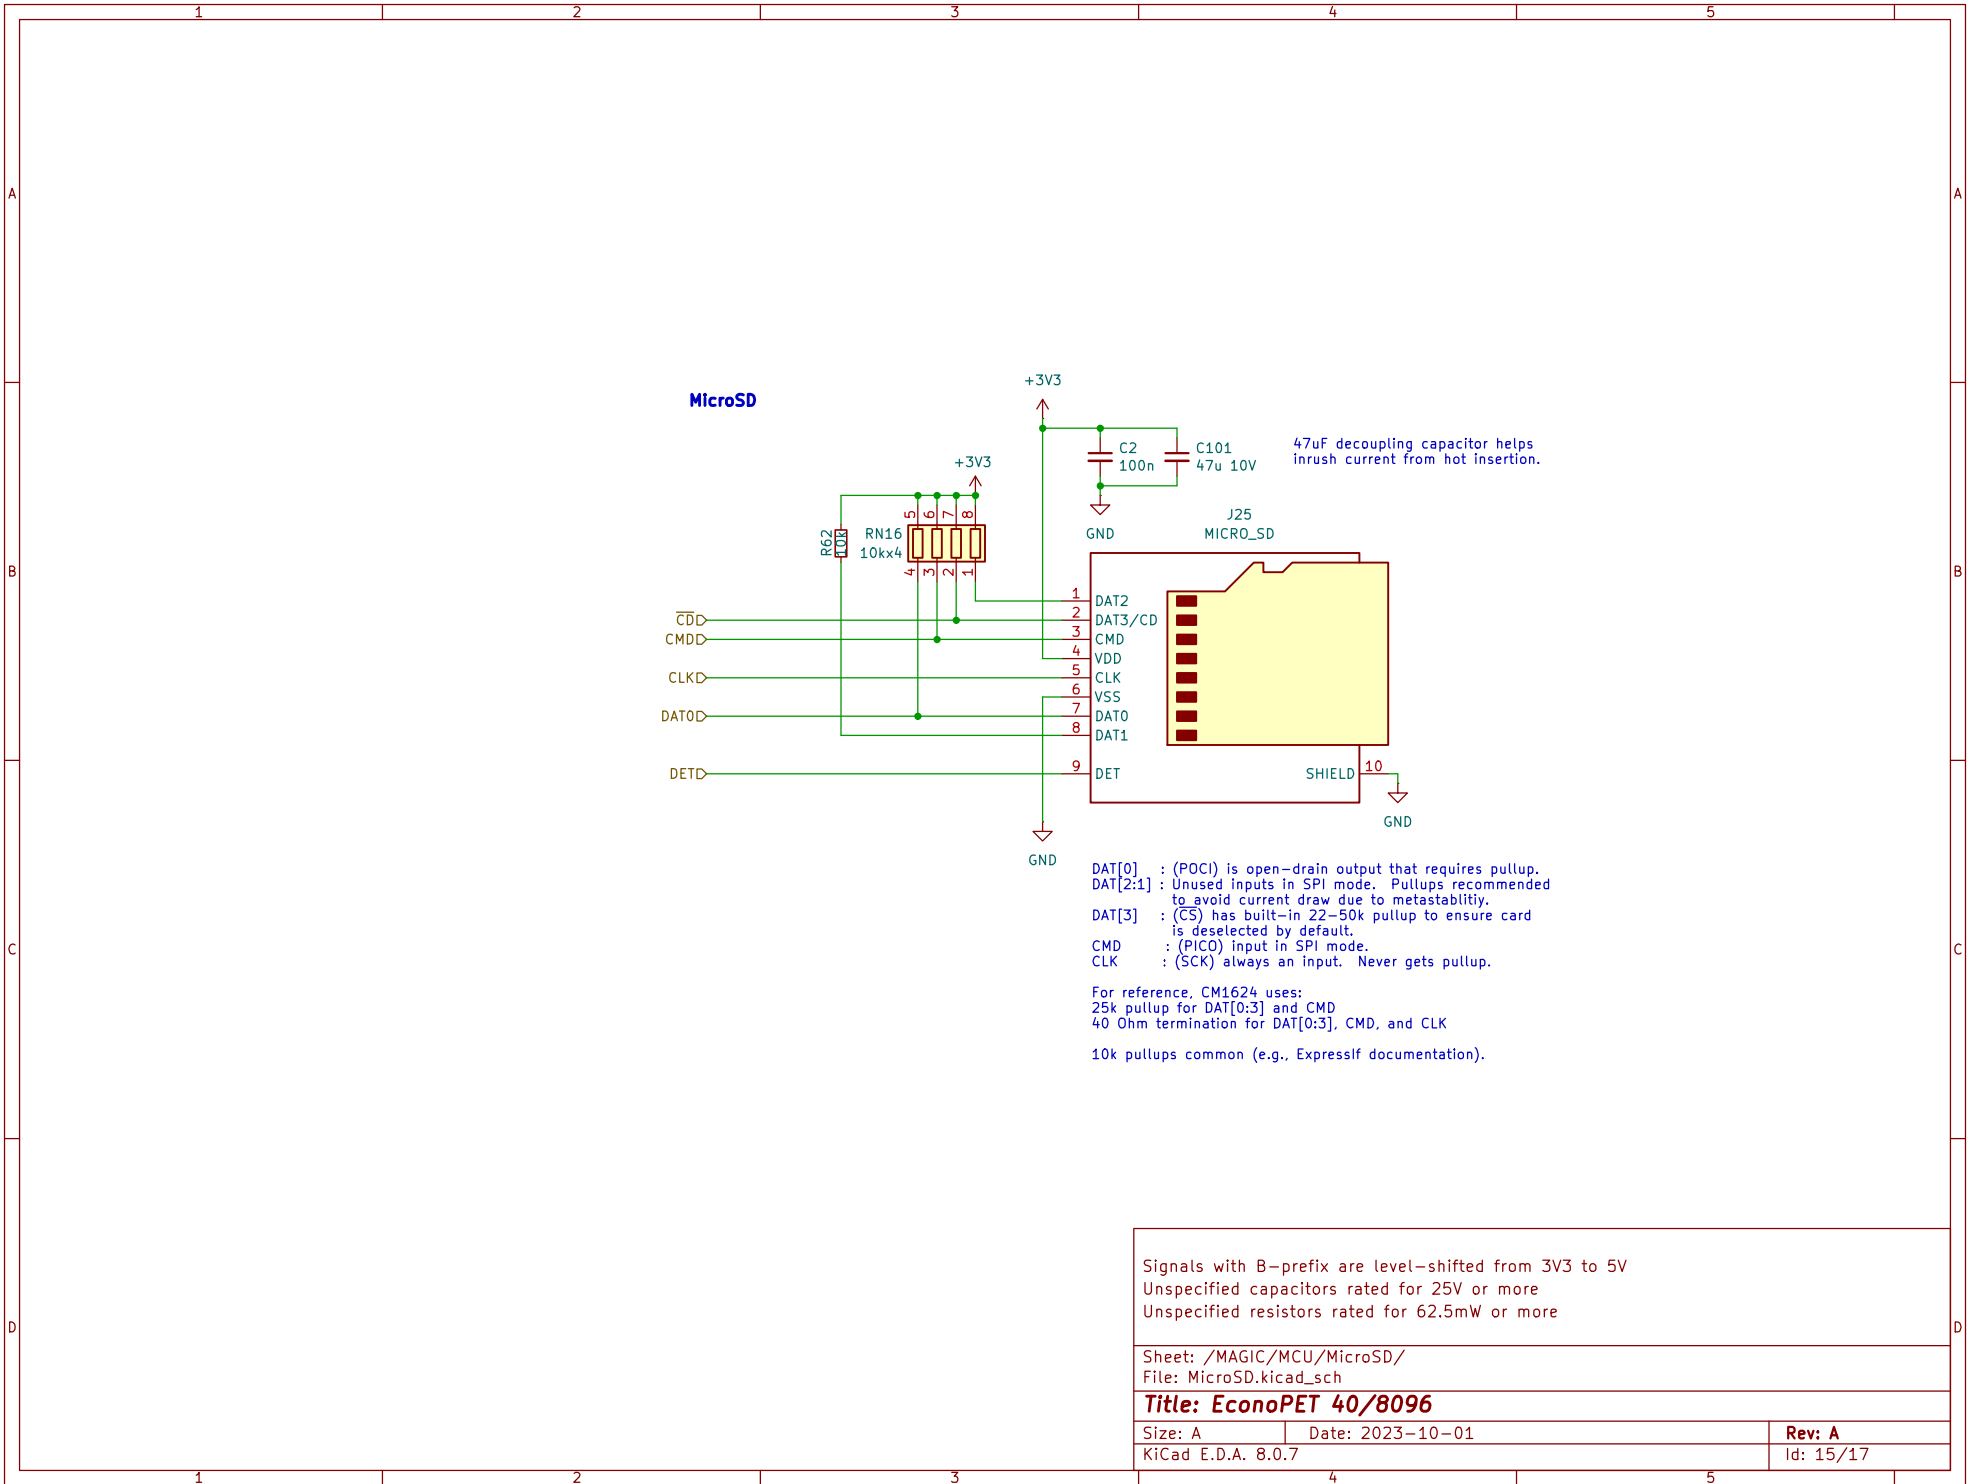 1 2 3 4 5
A A
B B
C C
D D
MicroSD
+3V3
C2
100n
C101
47u 10V
47uF decoupling capacitor helps
inrush current from hot insertion.
GND
+3V3
5 6 7 8
R62
10k
RN16
10kx4
4 3 2 1
J25
MICRO_SD
1 DAT2
CD
2 DAT3/CD
CMD
3 CMD
4 VDD
CLK
5 CLK
6 VSS
DAT0
7 DAT0
8 DAT1
DET
9 DET
SHIELD 10
GND
GND
DAT[0] : (POCI) is open-drain output that requires pullup.
DAT[2:1] : Unused inputs in SPI mode. Pullups recommended
to avoid current draw due to metastablitiy.
DAT[3] : (CS) has built-in 22-50k pullup to ensure card
is deselected by default.
CMD : (PICO) input in SPI mode.
CLK : (SCK) always an input. Never gets pullup.
For reference, CM1624 uses:
25k pullup for DAT[0:3] and CMD
40 Ohm termination for DAT[0:3], CMD, and CLK
10k pullups common (e.g., ExpressIf documentation).
Signals with B-prefix are level-shifted from 3V3 to 5V
Unspecified capacitors rated for 25V or more
Unspecified resistors rated for 62.5mW or more
Sheet: /MAGIC/MCU/MicroSD/
File: MicroSD.kicad_sch
Title: EconoPET 40/8096
Size: A Date: 2023-10-01 Rev: A
KiCad E.D.A. 8.0.7 Id: 15/17
1 2 3 4 5